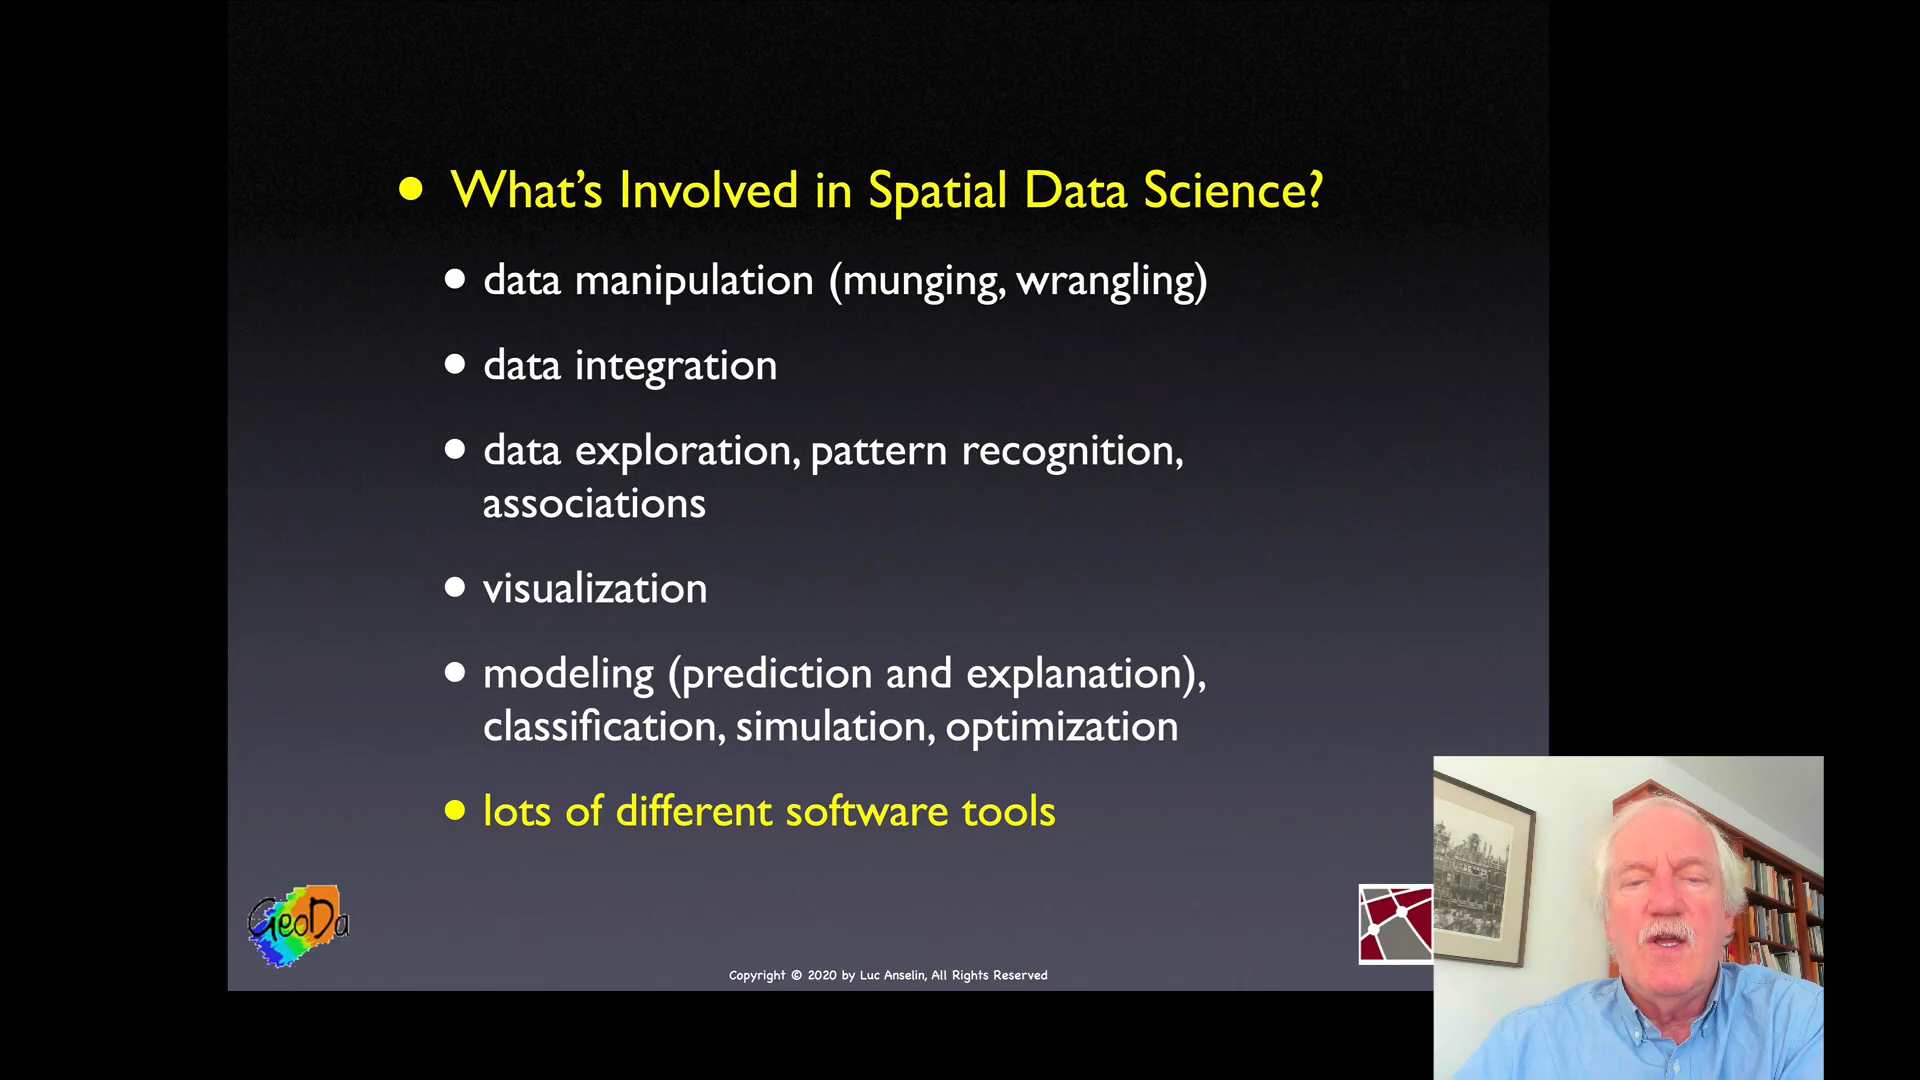 What's Involved in Spatial Data Science?
data manipulation (munging, wrangling)
data integration
data exploration, pattern recognition,
associations
visualization
modeling (prediction and explanation),
classification, simulation, optimization
lots of different software tools
GeoDa
Copyright © 2020 by Luc Anselin, All Rights Reserved